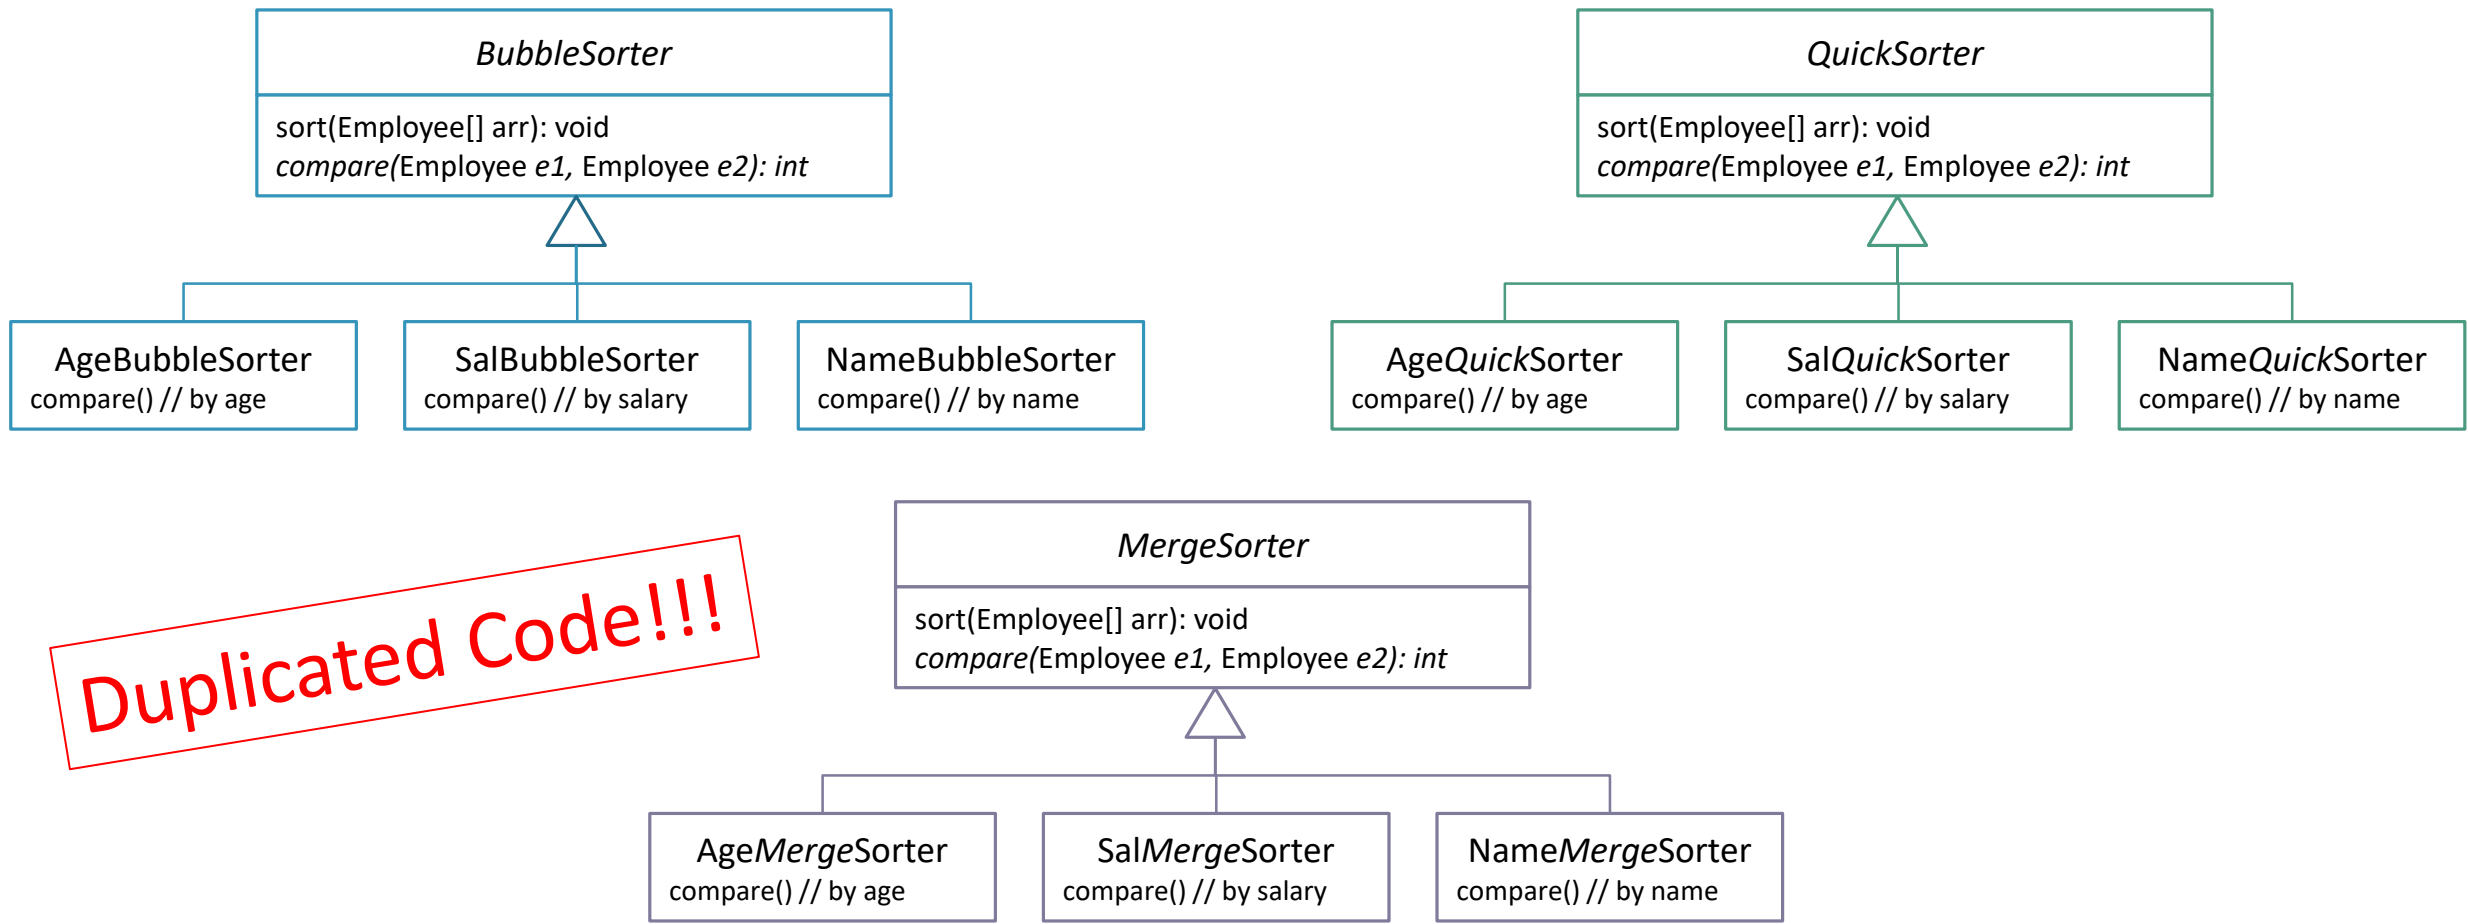 BubbleSorter
sort(Employee[] arr): void
compare(Employee e1, Employee e2): int
AgeBubbleSorter
compare() // by age
SalBubbleSorter
compare() // by salary
NameBubbleSorter
compare() // by name
QuickSorter
sort(Employee[] arr): void
compare(Employee e1, Employee e2): int
AgeQuickSorter
compare() // by age
SalQuickSorter
compare() // by salary
NameQuickSorter
compare() // by name
Duplicated Code!!!
MergeSorter
sort(Employee[] arr): void
compare(Employee e1, Employee e2): int
AgeMergeSorter
compare() // by age
SalMergeSorter
compare() // by salary
NameMergeSorter
compare() // by name